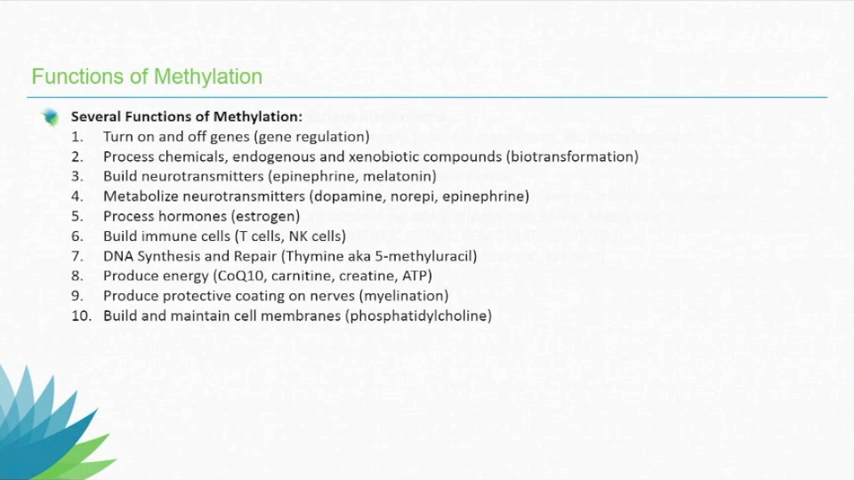 Functions of Methylation
Several Functions of Methylation:
1. Turn on and off genes (gene regulation)
2. Process chemicals, endogenous and xenobiotic compounds (biotransformation)
3. Build neurotransmitters (epinephrine, melatonin)
4. Metabolize neurotransmitters (dopamine, norepi, epinephrine)
5. Process hormones (estrogen)
6. Build immune cells (T cells, NK cells)
7. DNA Synthesis and Repair (Thymine aka 5-methyluracil)
8. Produce energy (CoQ10, carnitine, creatine, ATP)
9. Produce protective coating on nerves (myelination)
10. Build and maintain cell membranes (phosphatidylcholine)